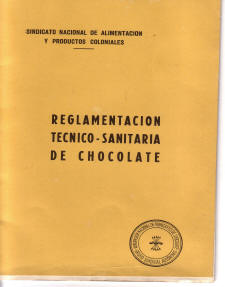 SINDICATO NACIONAL DE ALIMENTACION
Y PRODUCTOS COLONIALES
REGLAMENTACION
TECNICO-SANITARIA
DE CHOCOLATE